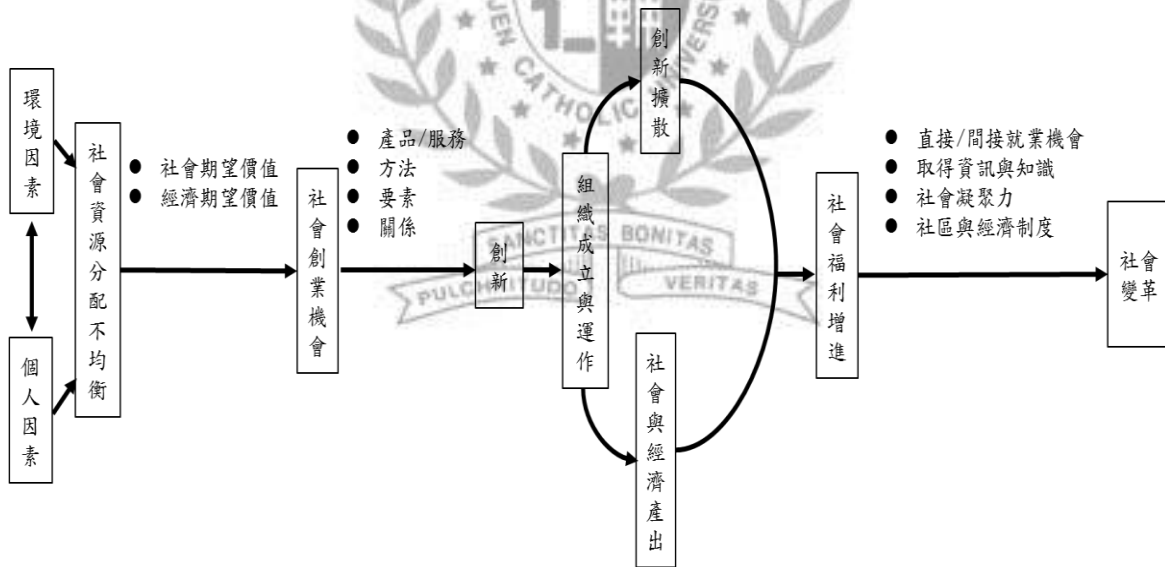 環境因素
個人因素
社會資源分配不均衡
● 社會期望價值
● 經濟期望價值
社會創業機會
● 產品/服務
● 方法
● 要素
● 關係
創新
組織成立與運作
創新擴散
社會與經濟產出
社會福利增進
● 直接/間接就業機會
● 取得資訊與知識
● 社會凝聚力
● 社區與經濟制度
社會
變革
JEN CATHOLIC UNIVERS
SANCTITAS BONITAS
VERITAS